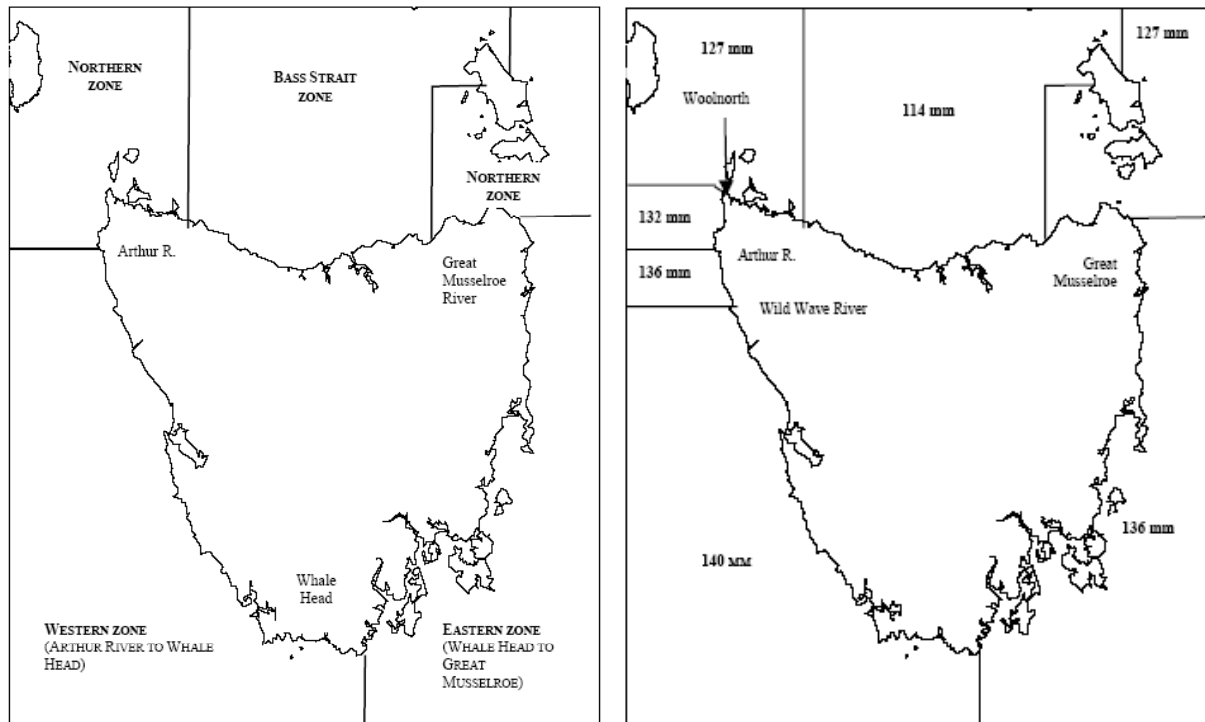 NORTHERN
ZONE
BASS STRAIT
ZONE
NORTHERN
ZONE
Arthur R.
Great
Musselroe
River
Whale
Head
WESTERN ZONE
(ARTHUR RIVER TO WHALE
HEAD)
EASTERN ZONE
(WHALE HEAD TO
GREAT
MUSSELROE)
127 mm
127 mm
Woolnorth
114 mm
132 mm
Arthur R.
136 mm
Great
Musselroe
Wild Wave River
136 mm
140 MM